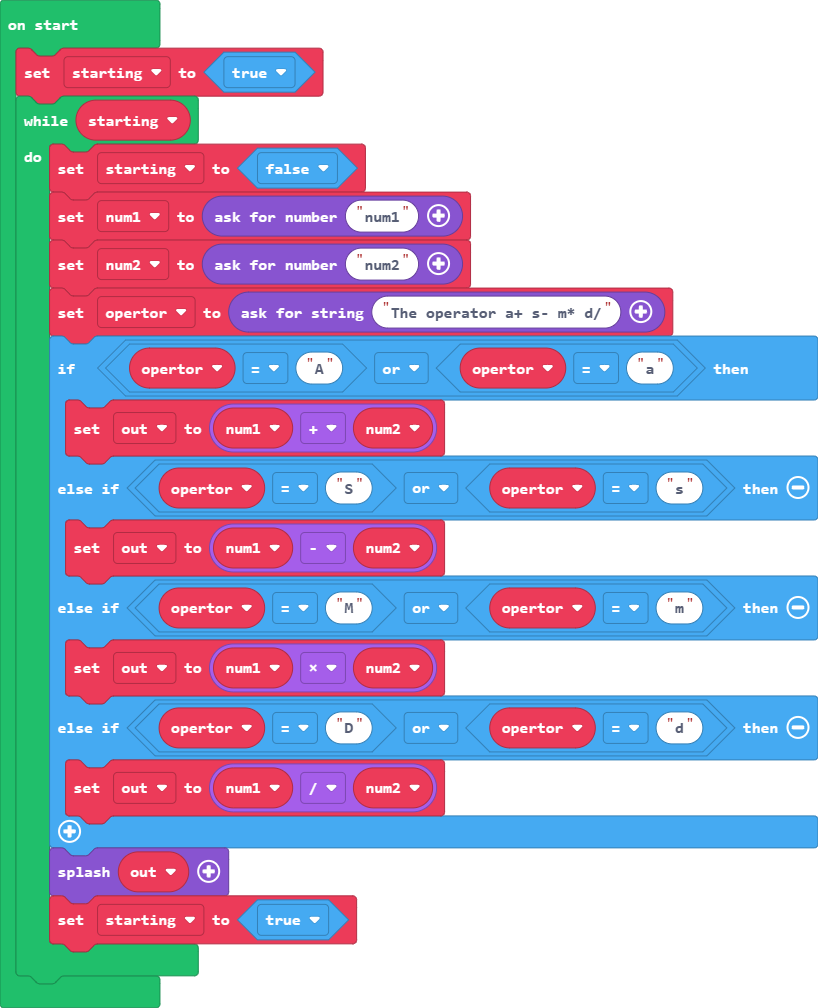 on start
set starting to true
while starting
do
set starting to false
set num1 to ask for number "num1"
set num2 to ask for number "num2"
set opertor to ask for string "The operator a+ s- m* d/"
if opertor = "A" or opertor = "a" then
set out to num1 + num2
else if opertor = "S" or opertor = "s" then
set out to num1 - num2
else if opertor = "M" or opertor = "m" then
set out to num1 × num2
else if opertor = "D" or opertor = "d" then
set out to num1 / num2
splash out
set starting to true